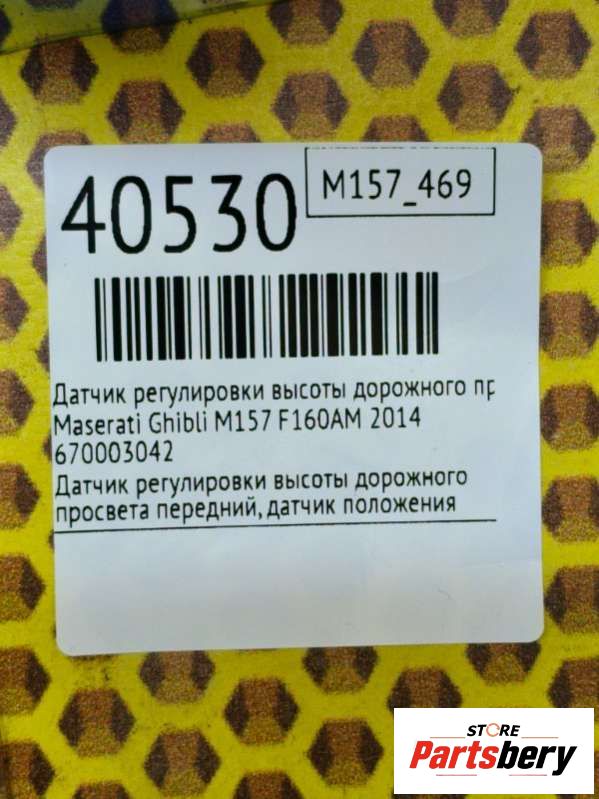 40530
M157_469
Датчик регулировки высоты дорожного пр
Maserati Ghibli M157 F160AM 2014
670003042
Датчик регулировки высоты дорожного
просвета передний, датчик положения
STORE
Partsbery